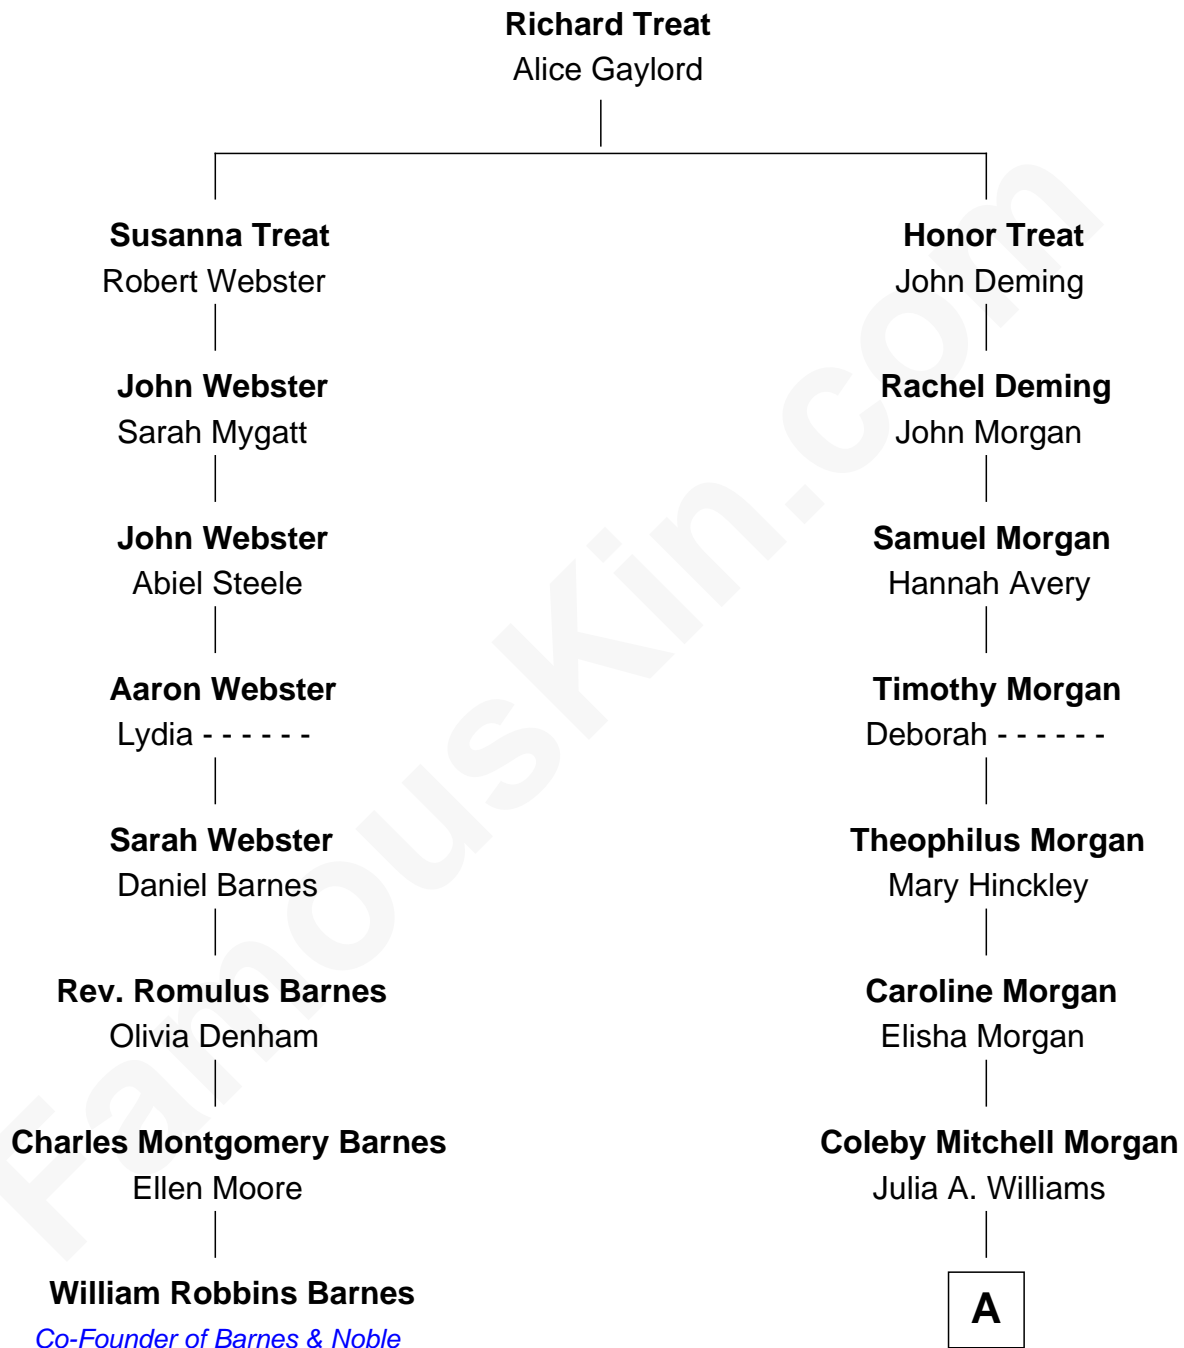 Richard Treat
Alice Gaylord
Susanna Treat
Robert Webster
John Webster
Sarah Mygatt
John Webster
Abiel Steele
Aaron Webster
Lydia - - - - - -
Sarah Webster
Daniel Barnes
Rev. Romulus Barnes
Olivia Denham
Charles Montgomery Barnes
Ellen Moore
William Robbins Barnes
Co-Founder of Barnes & Noble
Honor Treat
John Deming
Rachel Deming
John Morgan
Samuel Morgan
Hannah Avery
Timothy Morgan
Deborah - - - - - -
Theophilus Morgan
Mary Hinckley
Caroline Morgan
Elisha Morgan
Coleby Mitchell Morgan
Julia A. Williams
A
FamousKin.com